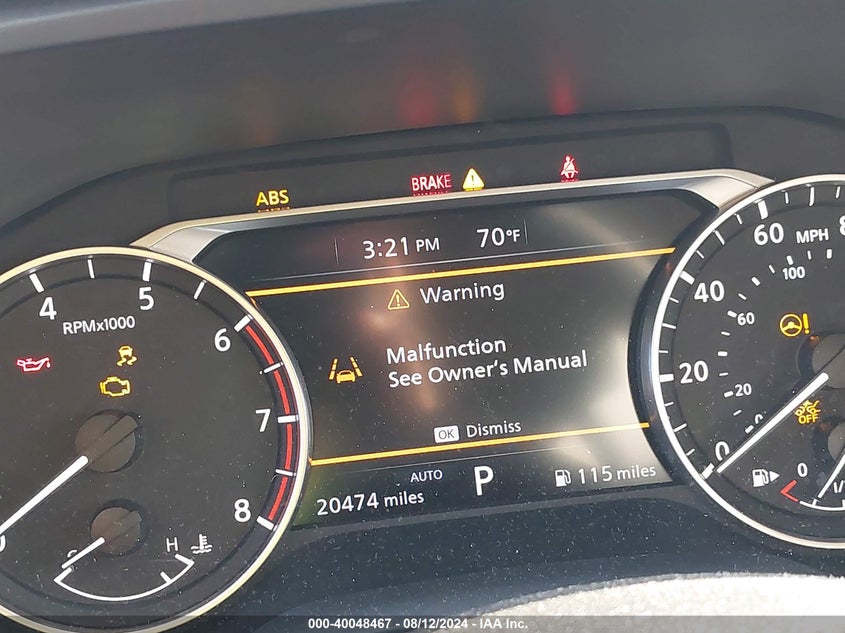 ABS
BRAKE
3:21 PM 70°F
Warning
Malfunction
See Owner's Manual
OK Dismiss
AUTO P 115 miles
20474 miles
4 5 6 7 8
RPMx1000
H
0 20 40 60
MPH
20 60 100
OFF
0
000-40048467 - 08/12/2024 - IAA Inc.